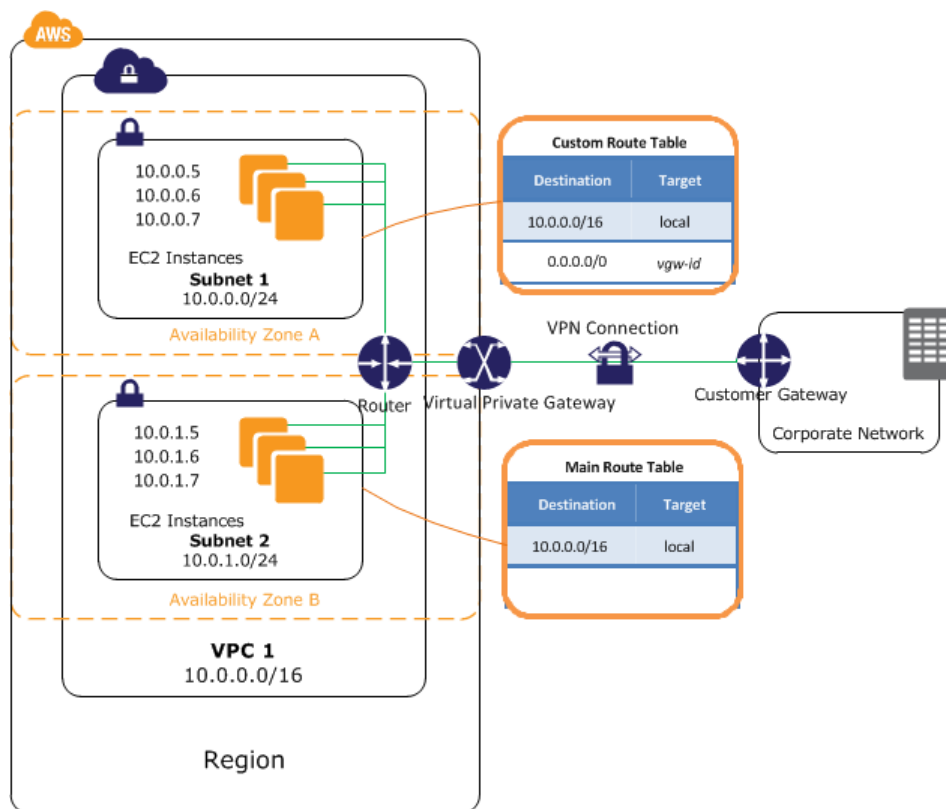 AWS
10.0.0.5
10.0.0.6
10.0.0.7
EC2 Instances
Subnet 1
10.0.0.0/24
Availability Zone A
Custom Route Table
Destination Target
10.0.0.0/16 local
0.0.0.0/0 vgw-id
VPN Connection
Router
Virtual Private Gateway
Customer Gateway
Corporate Network
10.0.1.5
10.0.1.6
10.0.1.7
EC2 Instances
Subnet 2
10.0.1.0/24
Availability Zone B
Main Route Table
Destination Target
10.0.0.0/16 local
VPC 1
10.0.0.0/16
Region